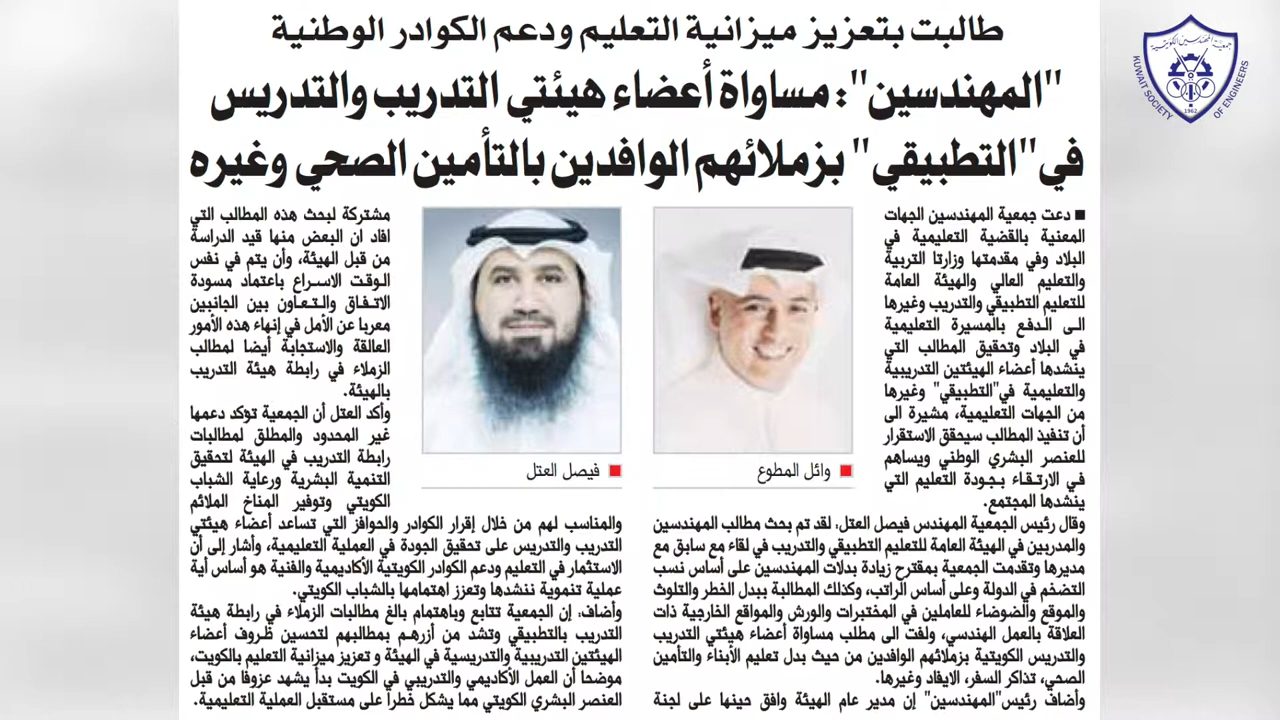 طالبت بتعزيز ميزانية التعليم ودعم الكوادر الوطنية
"المهندسين": مساواة أعضاء هيئتي التدريب والتدريس
في "التطبيقي" بزملائهم الوافدين بالتأمين الصحي وغيره
دعت جمعية المهندسين الجهات
المعنية بالقضية التعليمية في
البلاد وفي مقدمتها وزارتا التربية
والتعليم العالي والهيئة العامة
للتعليم التطبيقي والتدريب وغيرها
الى الدفع بالمسيرة التعليمية
في البلاد وتحقيق المطالب التي
ينشدها أعضاء الهيئتين التدريبية
والتعليمية في"التطبيقي" وغيرها
من الجهات التعليمية، مشيرة الى
أن تنفيذ المطالب سيحقق الاستقرار
للعنصر البشري الوطني ويساهم
في الارتقاء بجودة التعليم التي
ينشدها المجتمع.
وائل المطوع
فيصل العتل
وقال رئيس الجمعية المهندس فيصل العتل، لقد تم بحث مطالب المهندسين
والمدربين في الهيئة العامة للتعليم التطبيقي والتدريب في لقاء مع سابق مع
مديرها وتقدمت الجمعية بمقترح زيادة بدلات المهندسين على أساس نسب
التضخم في الدولة وعلى أساس الراتب، وكذلك المطالبة ببدل الخطر والتلوث
والموقع والضوضاء للعاملين في المختبرات والورش والمواقع الخارجية ذات
العلاقة بالعمل الهندسي، ولفت الى مطلب مساواة أعضاء هيئتي التدريب
والتدريس الكويتية بزملائهم الوافدين من حيث بدل تعليم الأبناء والتأمين
الصحي، تذاكر السفر، الايفاد وغيرها.
وأضاف رئيس"المهندسين" إن مدير عام الهيئة وافق حينها على لجنة
مشتركة لبحث هذه المطالب التي
افاد ان البعض منها قيد الدراسة
من قبل الهيئة، وأن يتم في نفس
الوقت الاسراع باعتماد مسودة
الاتفاق والتعاون بين الجانبين
معربا عن الأمل في إنهاء هذه الأمور
العالقة والاستجابة أيضا لمطالب
الزملاء في رابطة هيئة التدريب
بالهيئة.
وأكد العتل أن الجمعية تؤكد دعمها
غير المحدود والمطلق لمطالبات
رابطة التدريب في الهيئة لتحقيق
التنمية البشرية ورعاية الشباب
الكويتي وتوفير المناخ الملائم
والمناسب لهم من خلال إقرار الكوادر والحوافز التي تساعد أعضاء هيئتي
التدريب والتدريس على تحقيق الجودة في العملية التعليمية، وأشار إلى أن
الاستثمار في التعليم ودعم الكوادر الكويتية الأكاديمية والفنية هو أساس أية
عملية تنموية ننشدها وتعزز اهتمامها بالشباب الكويتي.
وأضاف، إن الجمعية تتابع وباهتمام بالغ مطالبات الزملاء في رابطة هيئة
التدريب بالتطبيقي وتشد من أزرهم بمطالبهم لتحسين ظروف أعضاء
الهيئتين التدريبية والتدريسية في الهيئة و تعزيز ميزانية التعليم بالكويت،
موضحا أن العمل الأكاديمي والتدريبي في الكويت بدأ يشهد عزوفا من قبل
العنصر البشري الكويتي مما يشكل خطرا على مستقبل العملية التعليمية.
جمعية المهندسين الكويتية
KUWAIT SOCIETY OF ENGINEERS
1962